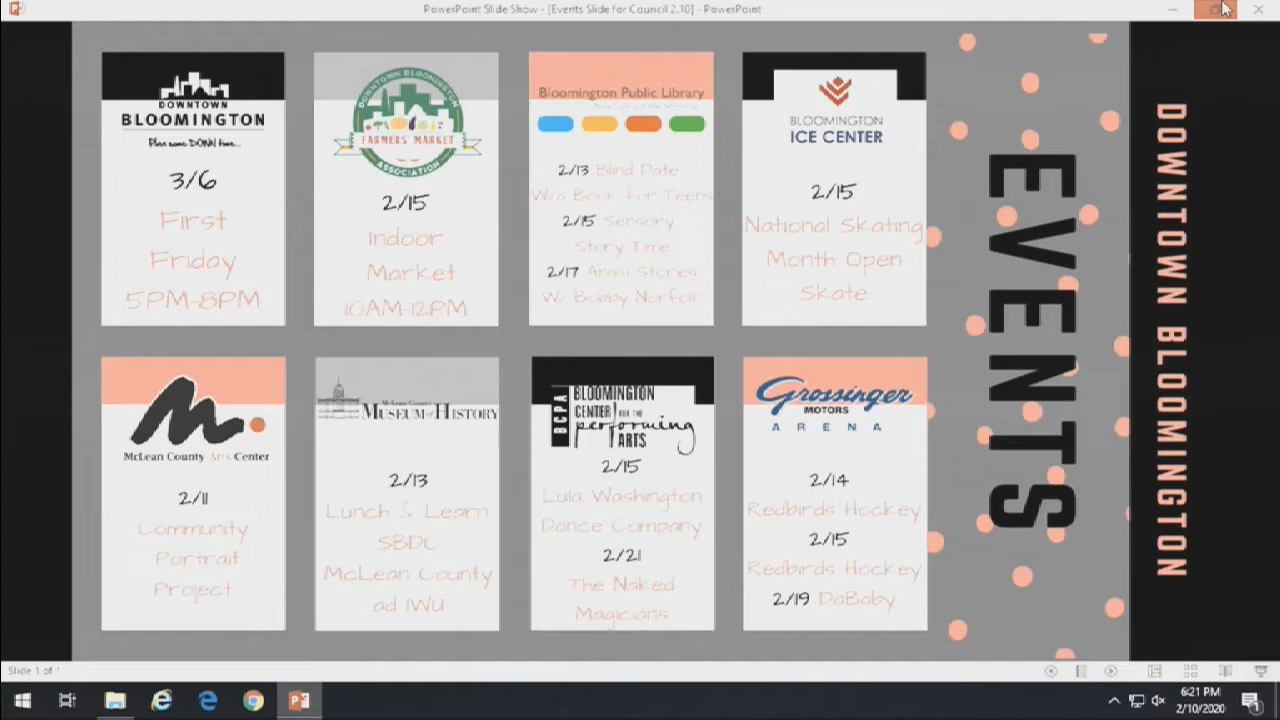 PowerPoint Slide Show - [Events Slide for Council 2.10] - PowerPoint
DOWNTOWN
BLOOMINGTON
3/6
First
Friday
5PM-8PM
DOWNTOWN BLOOMINGTON
FARMERS' MARKET
ASSOCIATION
2/15
Indoor
Market
10AM-12PM
Bloomington Public Library
2/13 Blind Date
W/a Book for Teens
2/15 Sensory
Story Time
2/17 Anasi Stories
W/ Bobby Norfolk
BLOOMINGTON
ICE CENTER
2/15
National Skating
Month Open
Skate
McLean County Arts Center
2/11
Community
Portrait
Project
McLean County
MUSEUM OF HISTORY
2/13
Lunch & Learn
SBDC
McLean County
ad IWU
BCPA
BLOOMINGTON
CENTER FOR THE
performing
ARTS
2/15
Lula Washington
Dance Company
2/21
The Naked
Magicians
Grossinger
MOTORS
ARENA
2/14
Redbirds Hockey
2/15
Redbirds Hockey
2/19 DaBaby
EVENTS
DOWNTOWN BLOOMINGTON
Slide 1 of 1
6:21 PM
2/10/2020